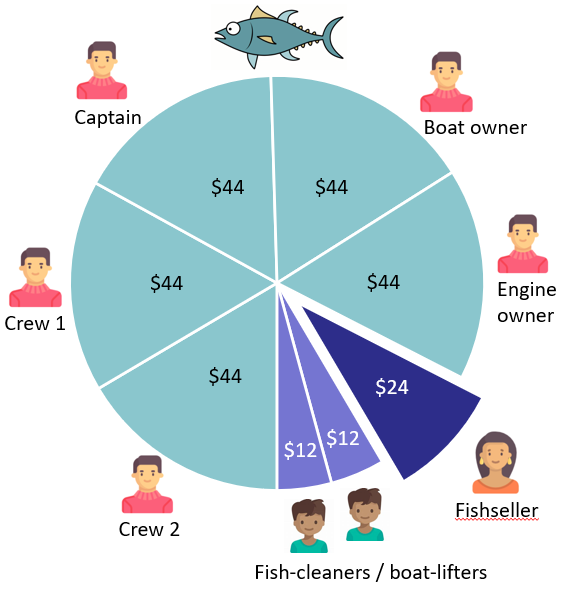 Captain
Boat owner
$44
$44
Crew 1
$44
$44
Engine
owner
$44
$24
$12
$12
Crew 2
Fishseller
Fish-cleaners / boat-lifters